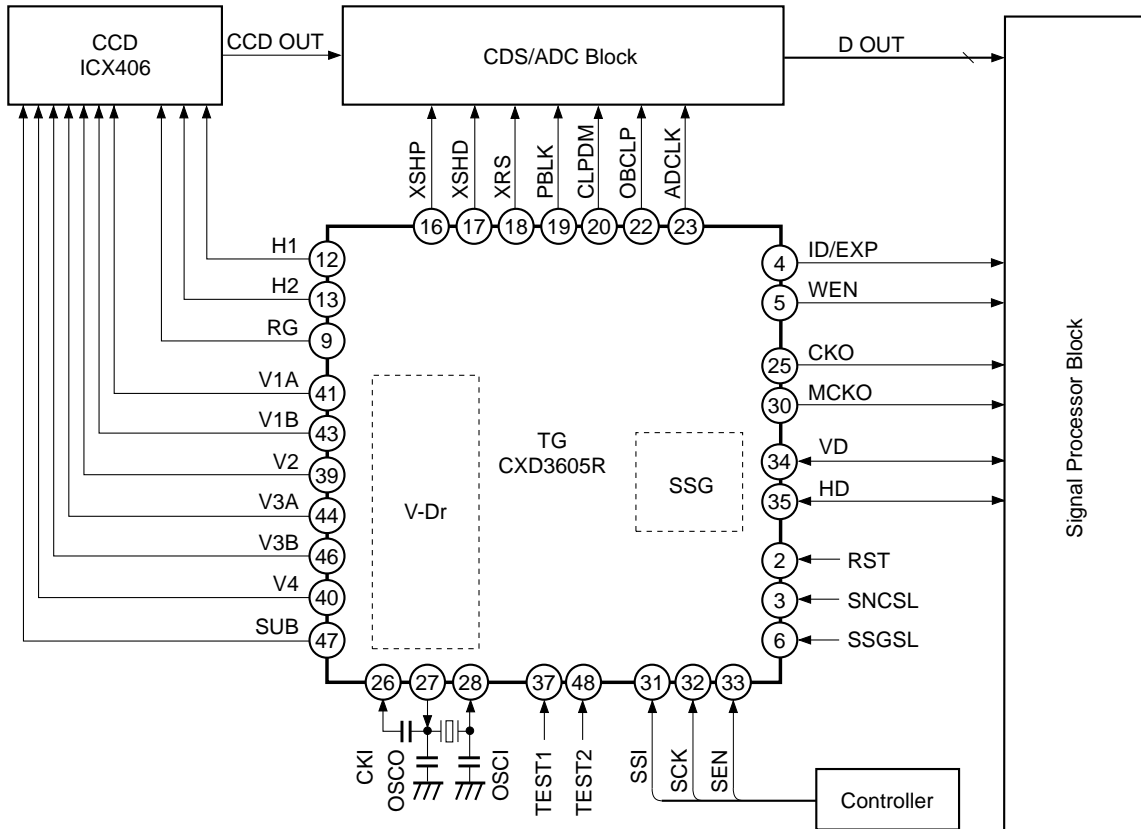 CCD
ICX406
CCD OUT
CDS/ADC Block
D OUT
Signal Processor Block
XSHP
XSHD
XRS
PBLK
CLPDM
OBCLP
ADCLK
16
17
18
19
20
22
23
H1
12
H2
13
RG
9
V1A
41
V1B
43
V2
39
V3A
44
V3B
46
V4
40
SUB
47
V-Dr
TG
CXD3605R
SSG
4
ID/EXP
5
WEN
25
CKO
30
MCKO
34
VD
35
HD
2
RST
3
SNCSL
6
SSGSL
26
27
28
37
48
31
32
33
CKI
OSCO
OSCI
TEST1
TEST2
SSI
SCK
SEN
Controller